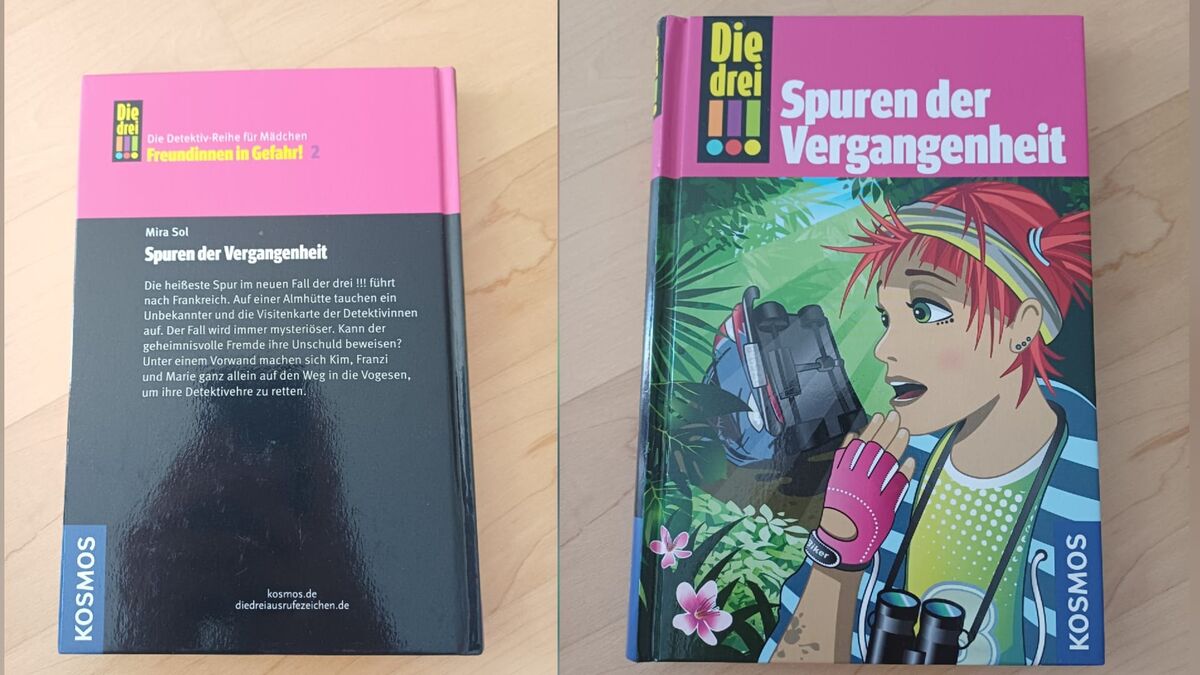 Die
drei
!!!
Die Detektiv-Reihe für Mädchen
Freundinnen in Gefahr! 2
Mira Sol
Spuren der Vergangenheit
Die heißeste Spur im neuen Fall der drei !!! führt
nach Frankreich. Auf einer Almhütte tauchen ein
Unbekannter und die Visitenkarte der Detektivinnen
auf. Der Fall wird immer mysteriöser. Kann der
geheimnisvolle Fremde ihre Unschuld beweisen?
Unter einem Vorwand machen sich Kim, Franzi
und Marie ganz allein auf den Weg in die Vogesen,
um ihre Detektivehre zu retten.
kosmos.de
diedreiausrufezeichen.de
KOSMOS
Die
drei
!!!
Spuren der
Vergangenheit
KOSMOS